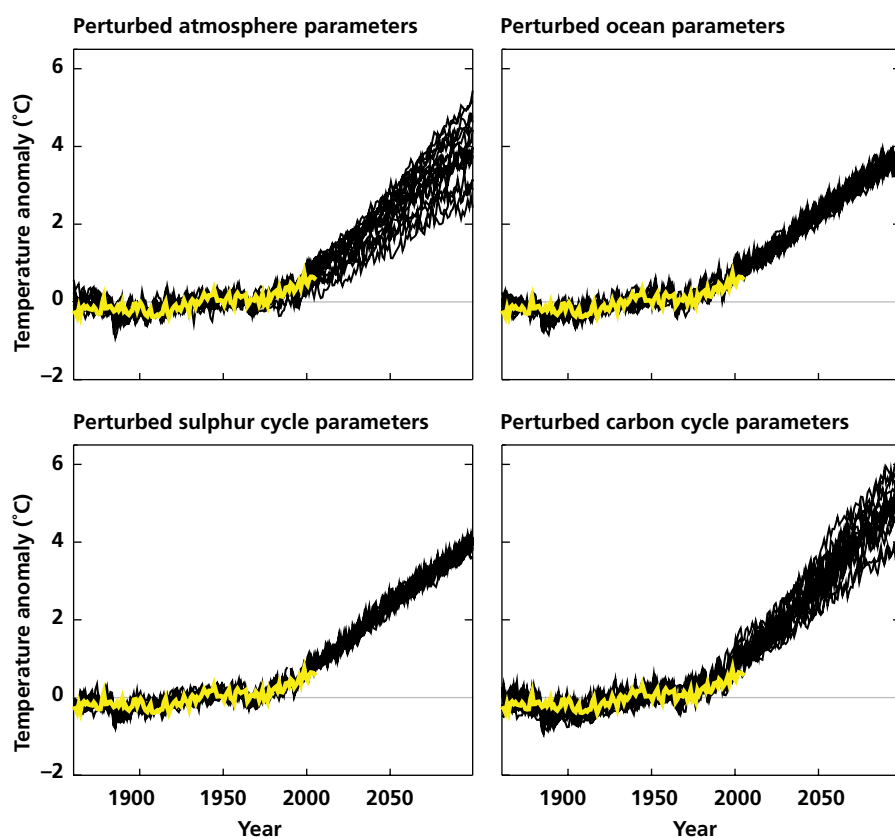 Perturbed atmosphere parameters
Perturbed ocean parameters
Temperature anomaly (˚C)
6
4
2
0
–2
Perturbed sulphur cycle parameters
Perturbed carbon cycle parameters
Temperature anomaly (˚C)
6
4
2
0
–2
1900 1950 2000 2050
1900 1950 2000 2050
Year
Year